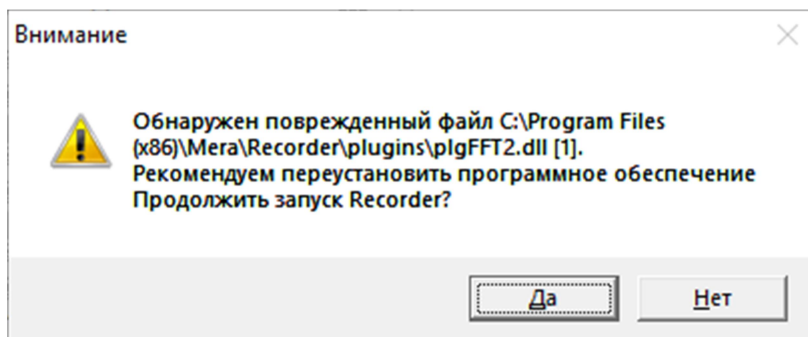 Внимание
Обнаружен поврежденный файл C:\Program Files
(x86)\Mera\Recorder\plugins\plgFFT2.dll [1].
Рекомендуем переустановить программное обеспечение
Продолжить запуск Recorder?
Да
Нет